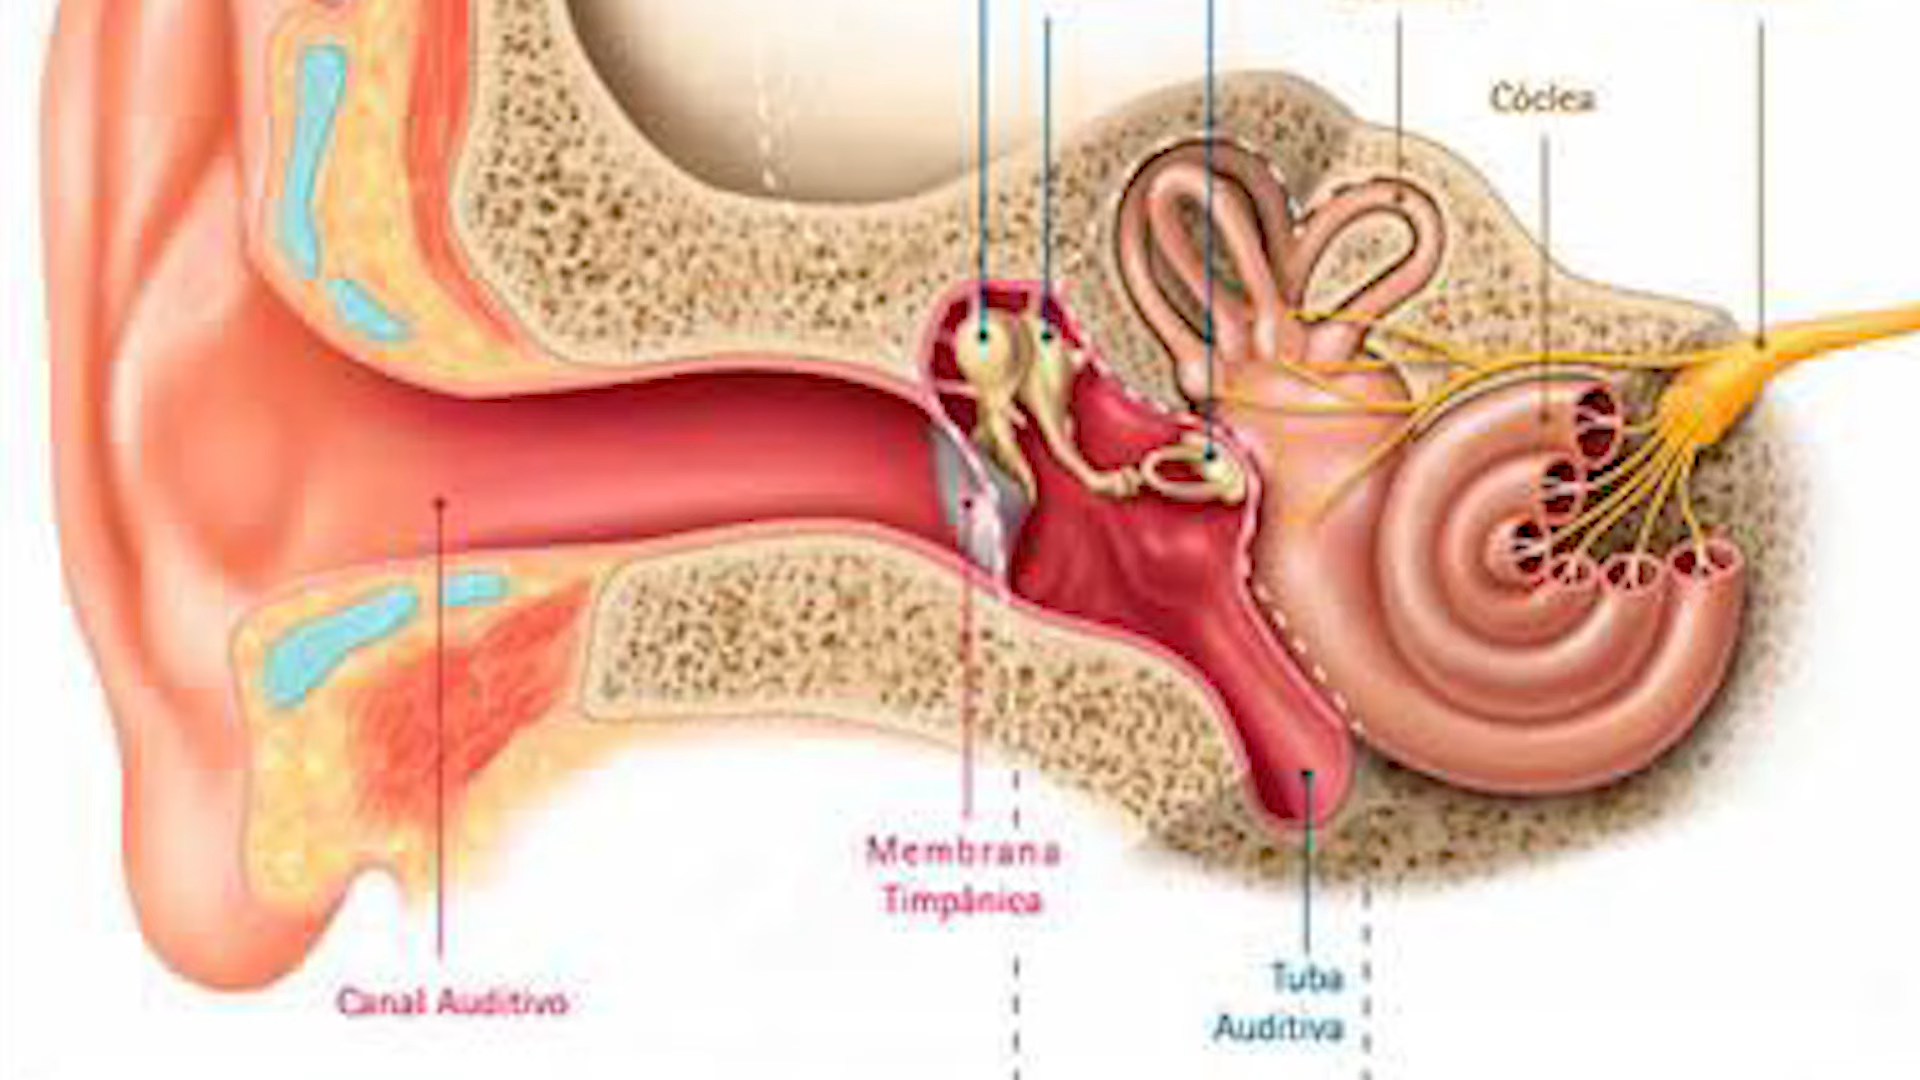 Cóclea
Membrana
Timpânica
Canal Auditivo
Tuba
Auditiva